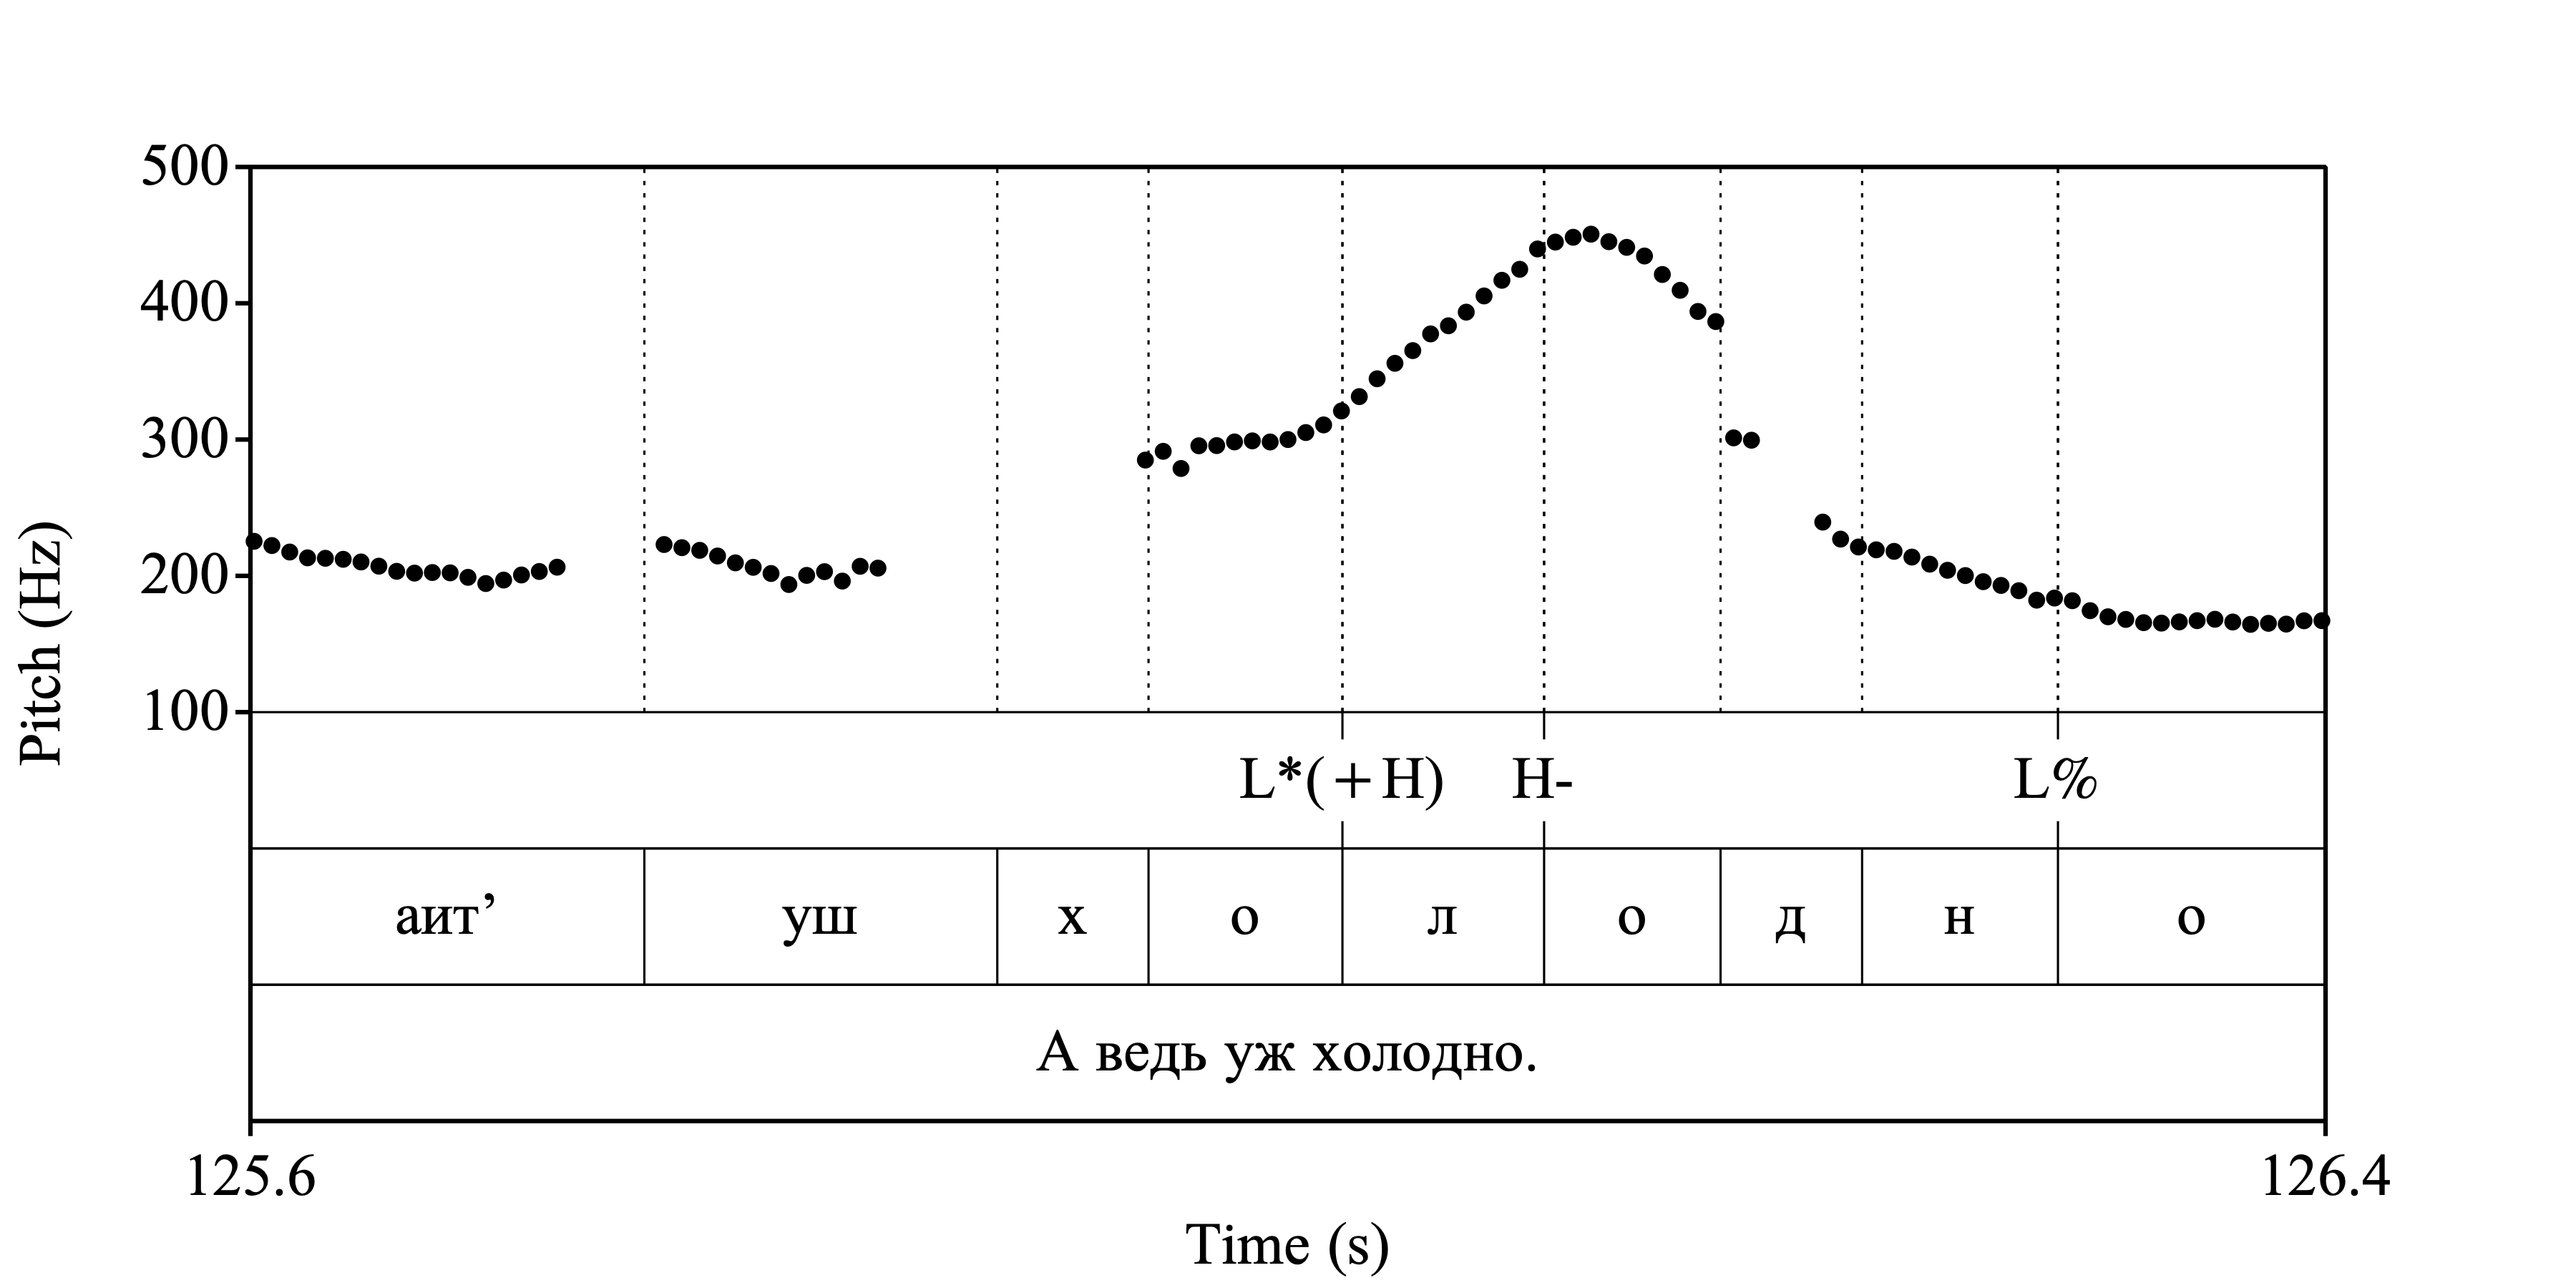 500
400
300
200
100
Pitch (Hz)
L*(+H) H- L%
аит’ уш х о л о д н о
А ведь уж холодно.
125.6 126.4
Time (s)